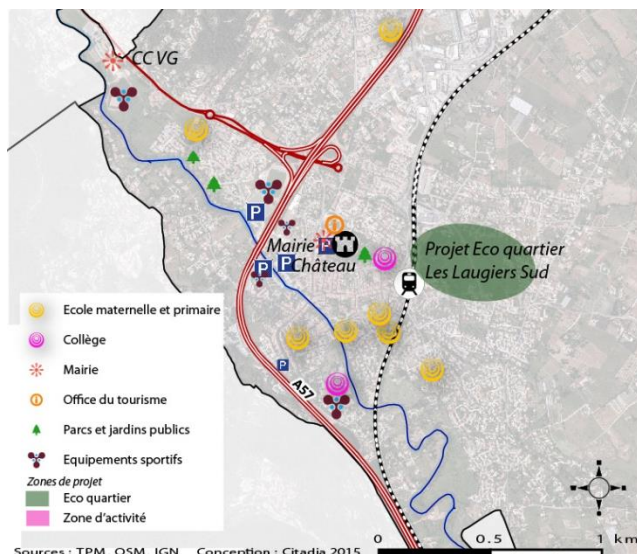 CC VG
P
Mairie
P
Château
P
P
Projet Eco quartier
Les Laugiers Sud
P
A57
Ecole maternelle et primaire
Collège
Mairie
Office du tourisme
Parcs et jardins publics
Equipements sportifs
Zones de projet
Eco quartier
Zone d'activité
0
0.5
1 km
Sources : TPM, OSM, IGN Conception : Citadia 2015